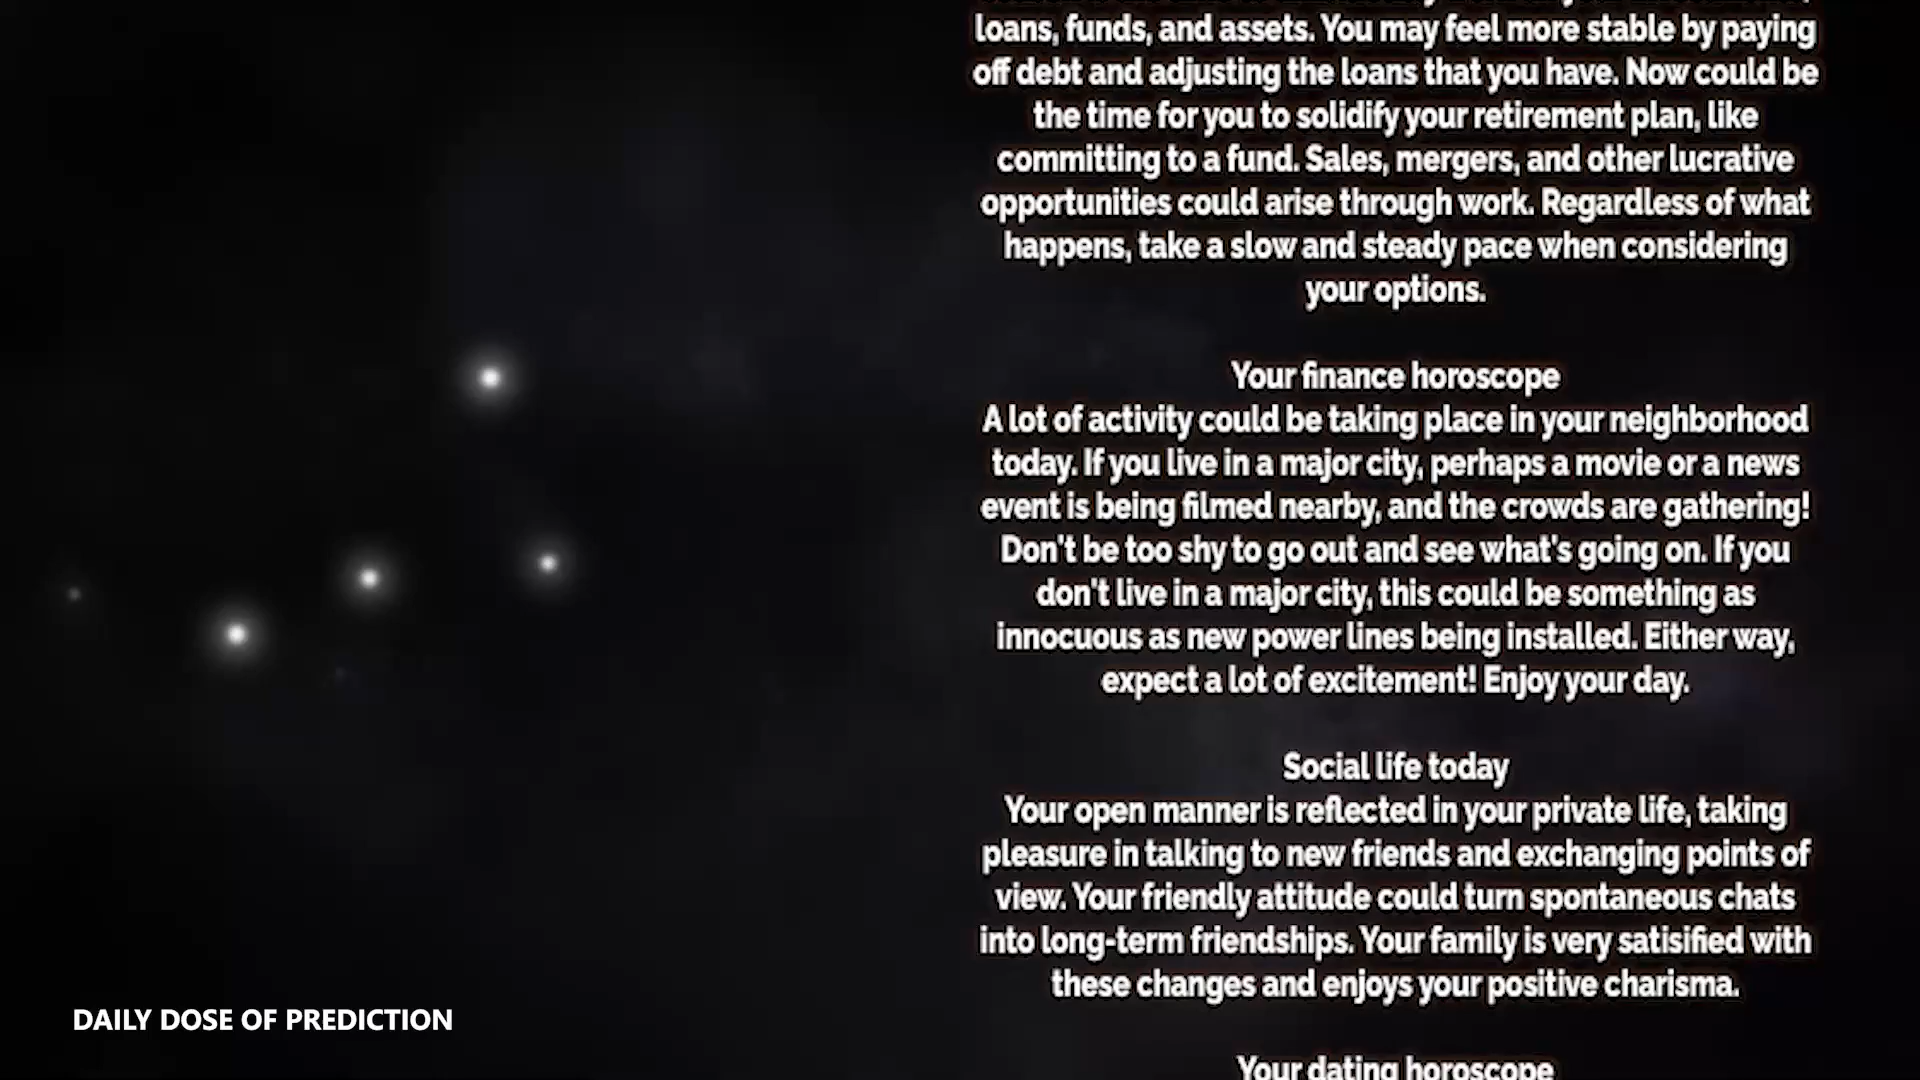 loans, funds, and assets. You may feel more stable by paying
off debt and adjusting the loans that you have. Now could be
the time for you to solidify your retirement plan, like
committing to a fund. Sales, mergers, and other lucrative
opportunities could arise through work. Regardless of what
happens, take a slow and steady pace when considering
your options.
Your finance horoscope
A lot of activity could be taking place in your neighborhood
today. If you live in a major city, perhaps a movie or a news
event is being filmed nearby, and the crowds are gathering!
Don't be too shy to go out and see what's going on. If you
don't live in a major city, this could be something as
innocuous as new power lines being installed. Either way,
expect a lot of excitement! Enjoy your day.
Social life today
Your open manner is reflected in your private life, taking
pleasure in talking to new friends and exchanging points of
view. Your friendly attitude could turn spontaneous chats
into long-term friendships. Your family is very satisified with
these changes and enjoys your positive charisma.
Your dating horoscope
DAILY DOSE OF PREDICTION